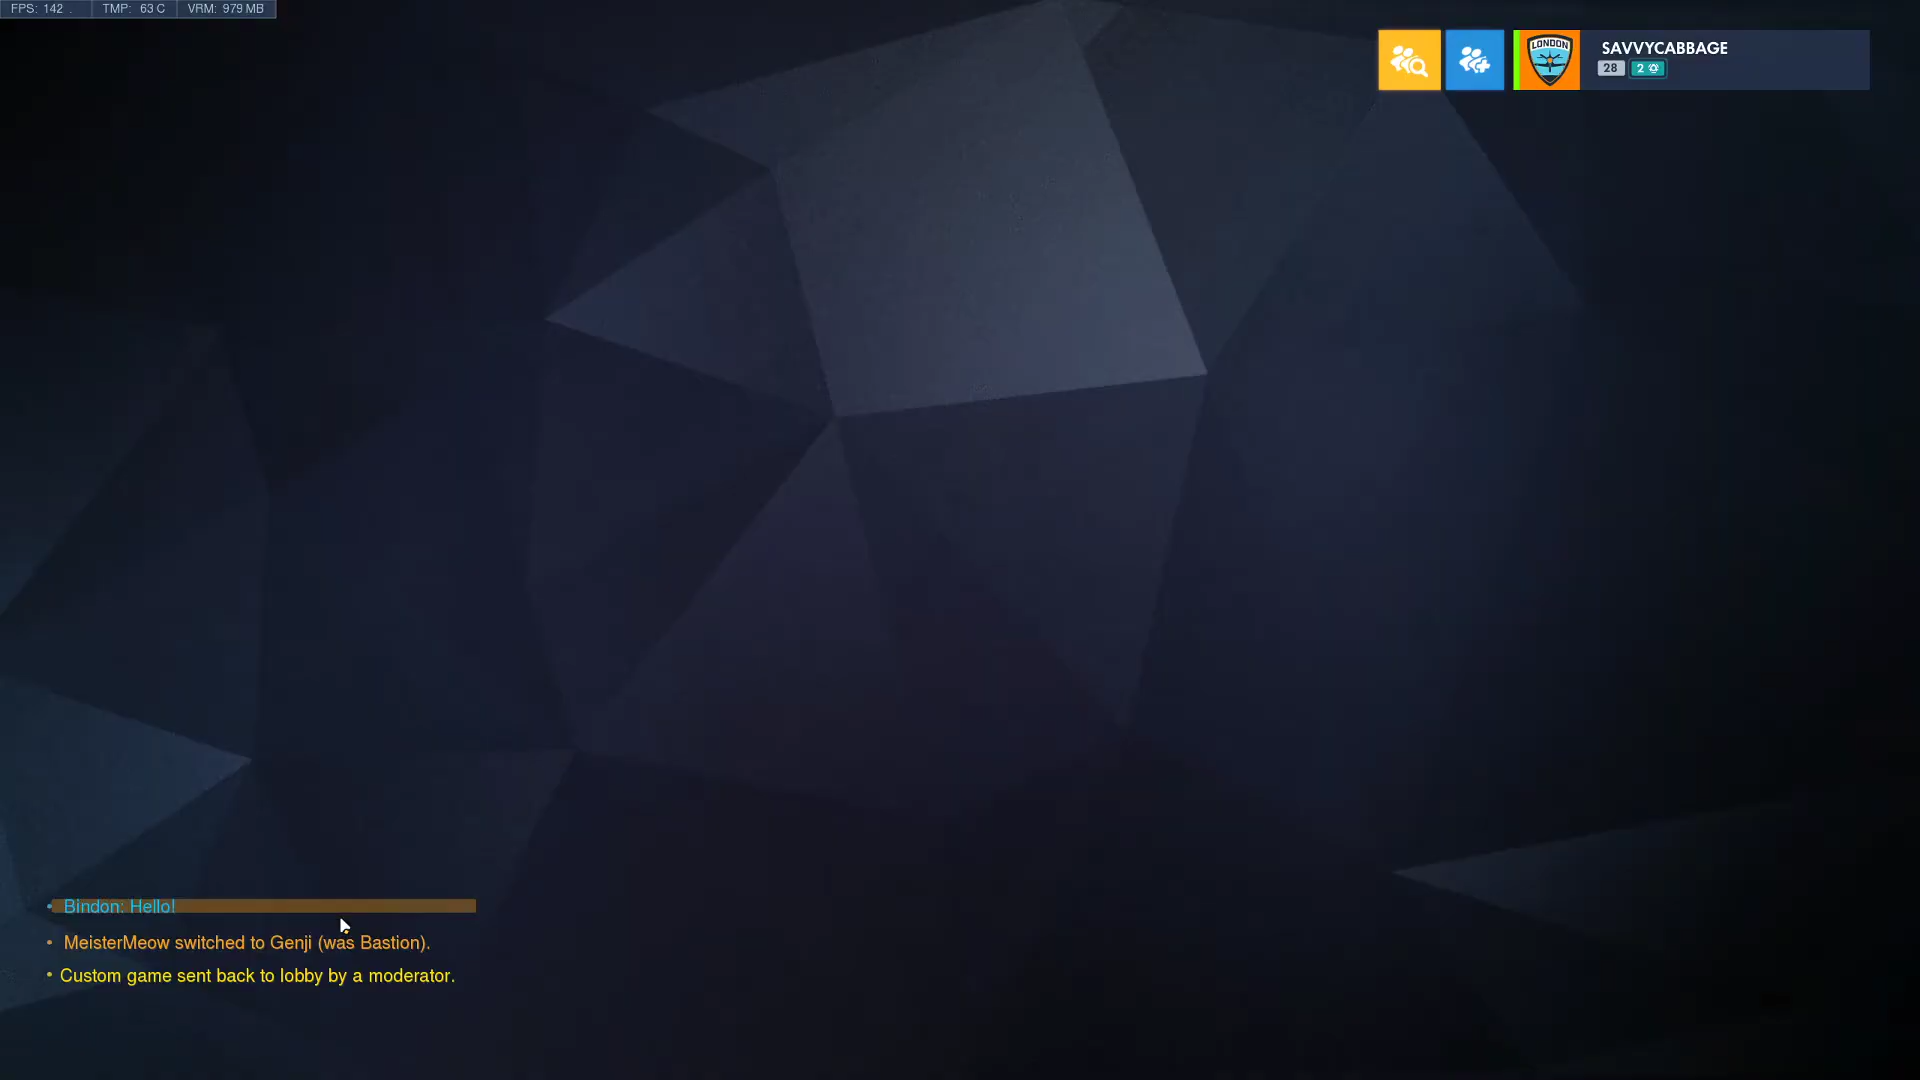 FPS: 142 TMP: 63 C VRM: 979 MB
LONDON
SAVVYCABBAGE
28 2
Bindon: Hello!
MeisterMeow switched to Genji (was Bastion).
Custom game sent back to lobby by a moderator.